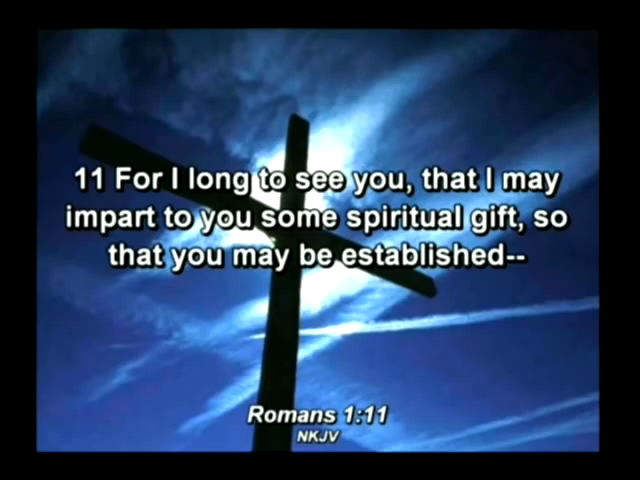 11 For I long to see you, that I may
impart to you some spiritual gift, so
that you may be established--
Romans 1:11
NKJV